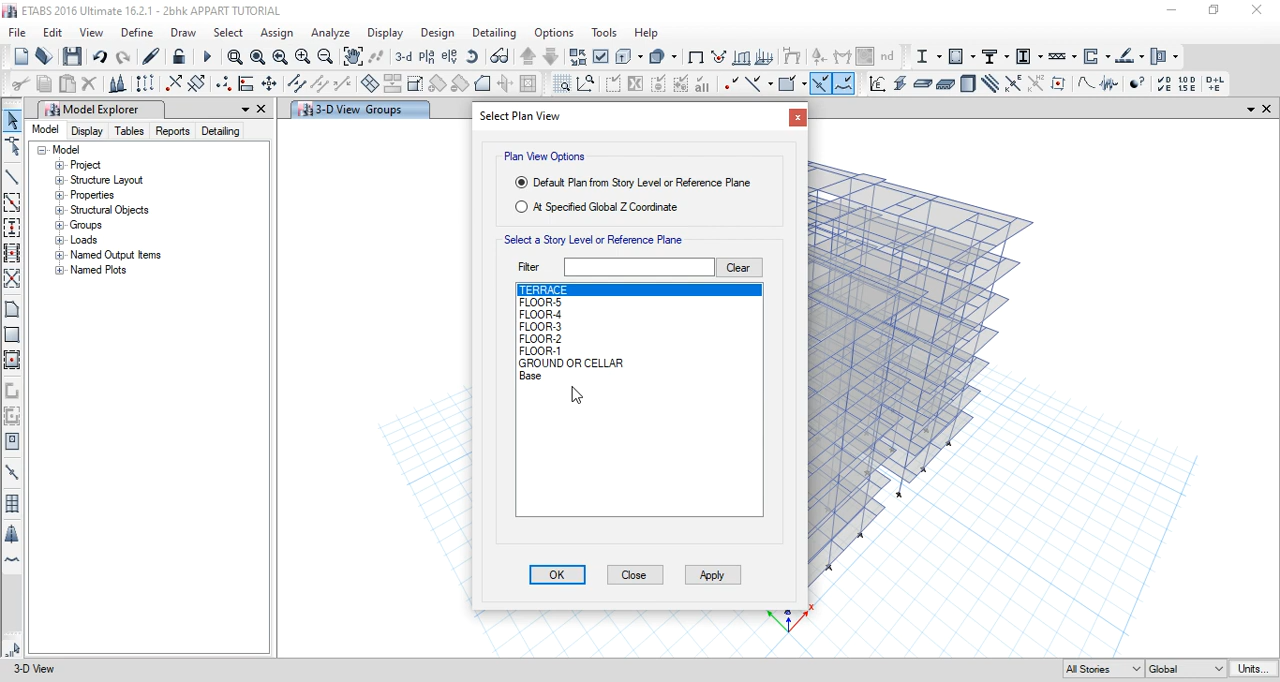 ETABS 2016 Ultimate 16.2.1 - 2bhk APPART TUTORIAL
File Edit View Define Draw Select Assign Analyze Display Design Detailing Options Tools Help
3-d pla ele nd
all
Model Explorer
3-D View Groups
Model Display Tables Reports Detailing
Model
Project
Structure Layout
Properties
Structural Objects
Groups
Loads
Named Output Items
Named Plots
Select Plan View
Plan View Options
Default Plan from Story Level or Reference Plane
At Specified Global Z Coordinate
Select a Story Level or Reference Plane
Filter Clear
TERRACE
FLOOR-5
FLOOR-4
FLOOR-3
FLOOR-2
FLOOR-1
GROUND OR CELLAR
Base
OK Close Apply
X
3-D View All Stories Global Units...